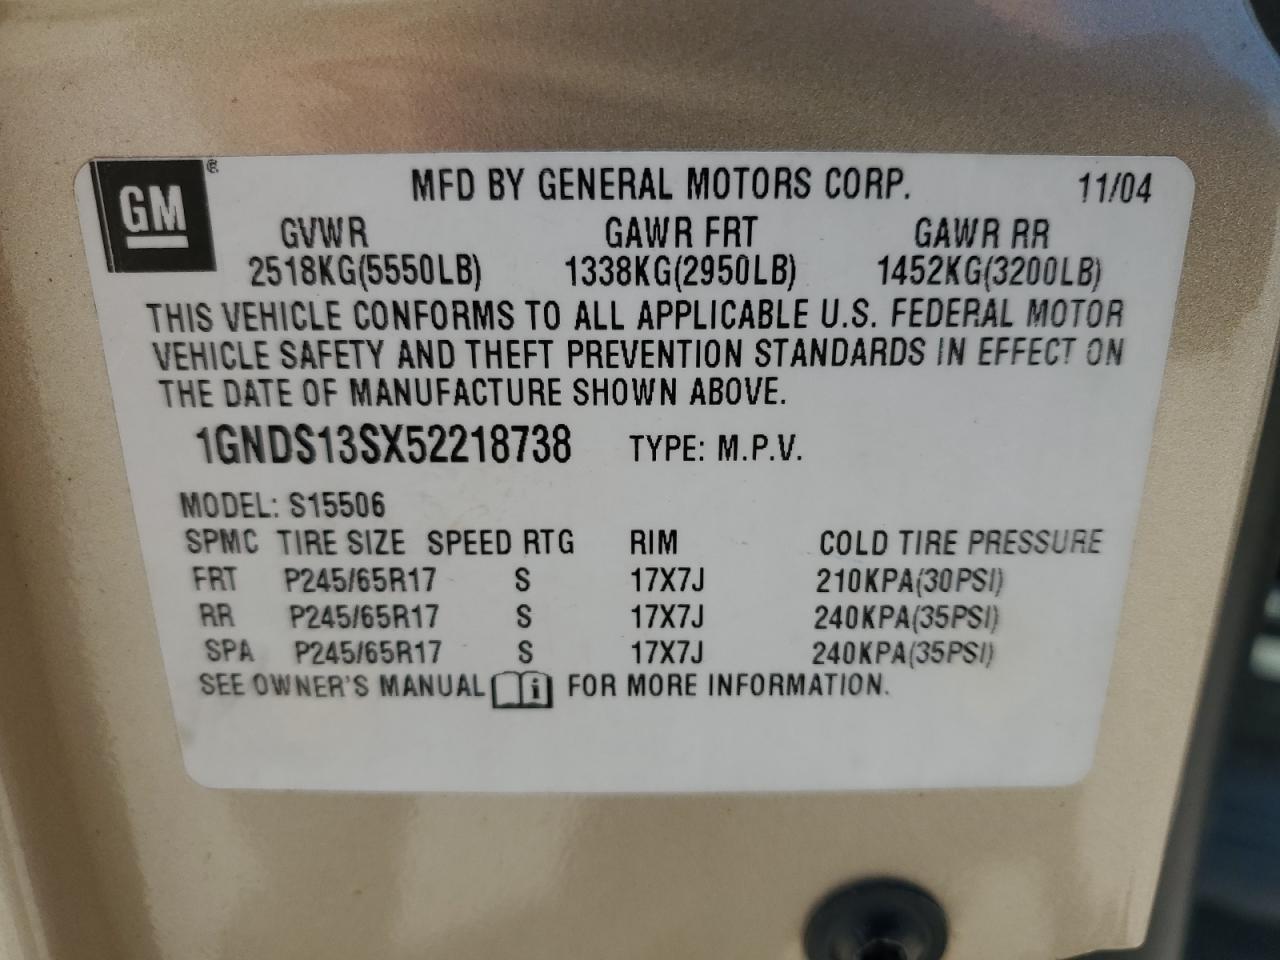 GM ®
MFD BY GENERAL MOTORS CORP. 11/04
GVWR GAWR FRT GAWR RR
2518KG(5550LB) 1338KG(2950LB) 1452KG(3200LB)
THIS VEHICLE CONFORMS TO ALL APPLICABLE U.S. FEDERAL MOTOR
VEHICLE SAFETY AND THEFT PREVENTION STANDARDS IN EFFECT ON
THE DATE OF MANUFACTURE SHOWN ABOVE.
1GNDS13SX52218738 TYPE: M.P.V.
MODEL: S15506
SPMC TIRE SIZE SPEED RTG RIM COLD TIRE PRESSURE
FRT P245/65R17 S 17X7J 210KPA(30PSI)
RR P245/65R17 S 17X7J 240KPA(35PSI)
SPA P245/65R17 S 17X7J 240KPA(35PSI)
SEE OWNER'S MANUAL i FOR MORE INFORMATION.